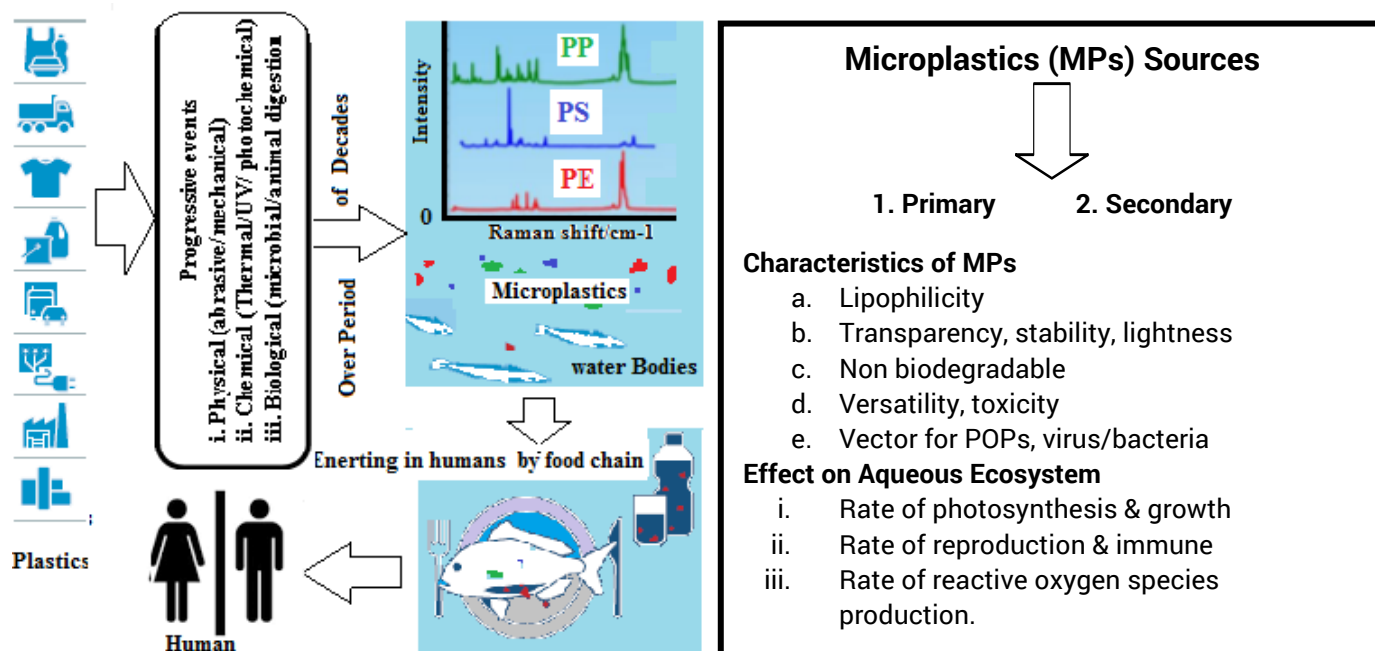 Plastics
Progressive events
i. Physical (abrasive/mechanical)
ii. Chemical (Thermal/UV/ photochemical)
iii. Biological (microbial/animal digestion
Over Period
of Decades
Intensity
PP
PS
PE
0
Raman shift/cm-1
Microplastics
water Bodies
Enerting in humans by food chain
Human
Microplastics (MPs) Sources
1. Primary 2. Secondary
Characteristics of MPs
a. Lipophilicity
b. Transparency, stability, lightness
c. Non biodegradable
d. Versatility, toxicity
e. Vector for POPs, virus/bacteria
Effect on Aqueous Ecosystem
i. Rate of photosynthesis & growth
ii. Rate of reproduction & immune
iii. Rate of reactive oxygen species
production.